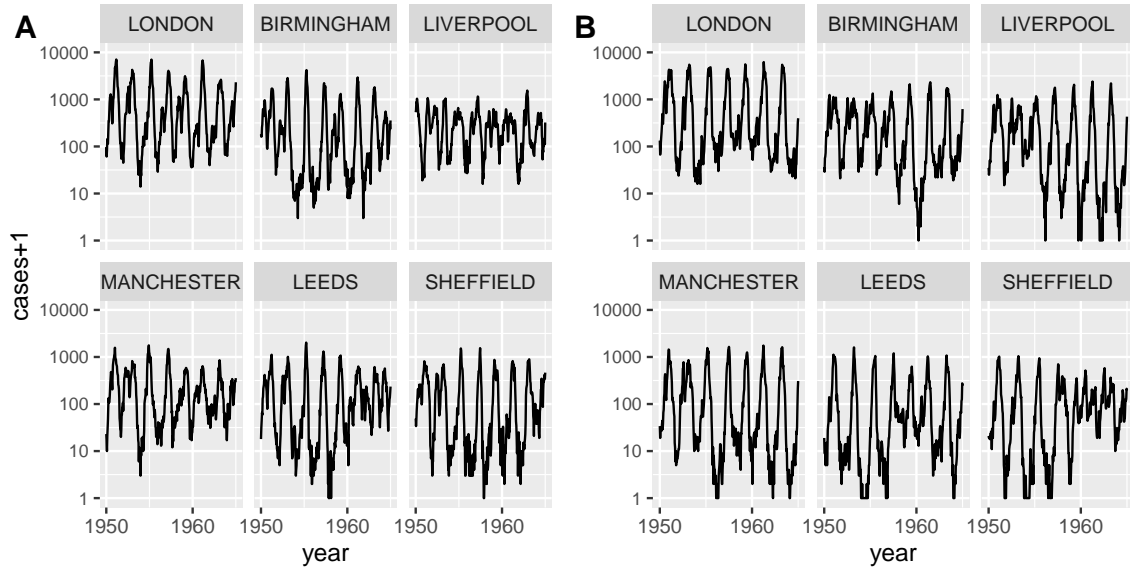 A
LONDON BIRMINGHAM LIVERPOOL
10000
1000
100
10
1
MANCHESTER LEEDS SHEFFIELD
10000
1000
100
10
1
1950 1960 1950 1960 1950 1960
year
cases+1
B
LONDON BIRMINGHAM LIVERPOOL
10000
1000
100
10
1
MANCHESTER LEEDS SHEFFIELD
10000
1000
100
10
1
1950 1960 1950 1960 1950 1960
year